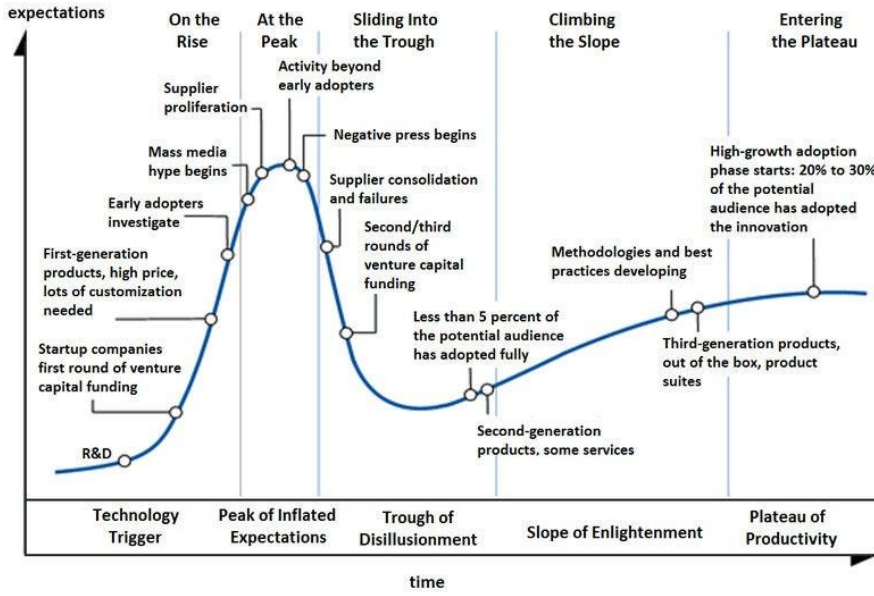 expectations
On the
Rise
At the
Peak
Sliding Into
the Trough
Climbing
the Slope
Entering
the Plateau
Activity beyond
early adopters
Supplier
proliferation
Negative press begins
Mass media
hype begins
Supplier consolidation
and failures
Early adopters
investigate
Second/third
rounds of
venture capital
funding
First-generation
products, high price,
lots of customization
needed
Startup companies
first round of venture
capital funding
R&D
Less than 5 percent of
the potential audience
has adopted fully
Second-generation
products, some services
Methodologies and best
practices developing
Third-generation products,
out of the box, product
suites
High-growth adoption
phase starts: 20% to 30%
of the potential
audience has adopted
the innovation
Technology
Trigger
Peak of Inflated
Expectations
Trough of
Disillusionment
Slope of Enlightenment
Plateau of
Productivity
time